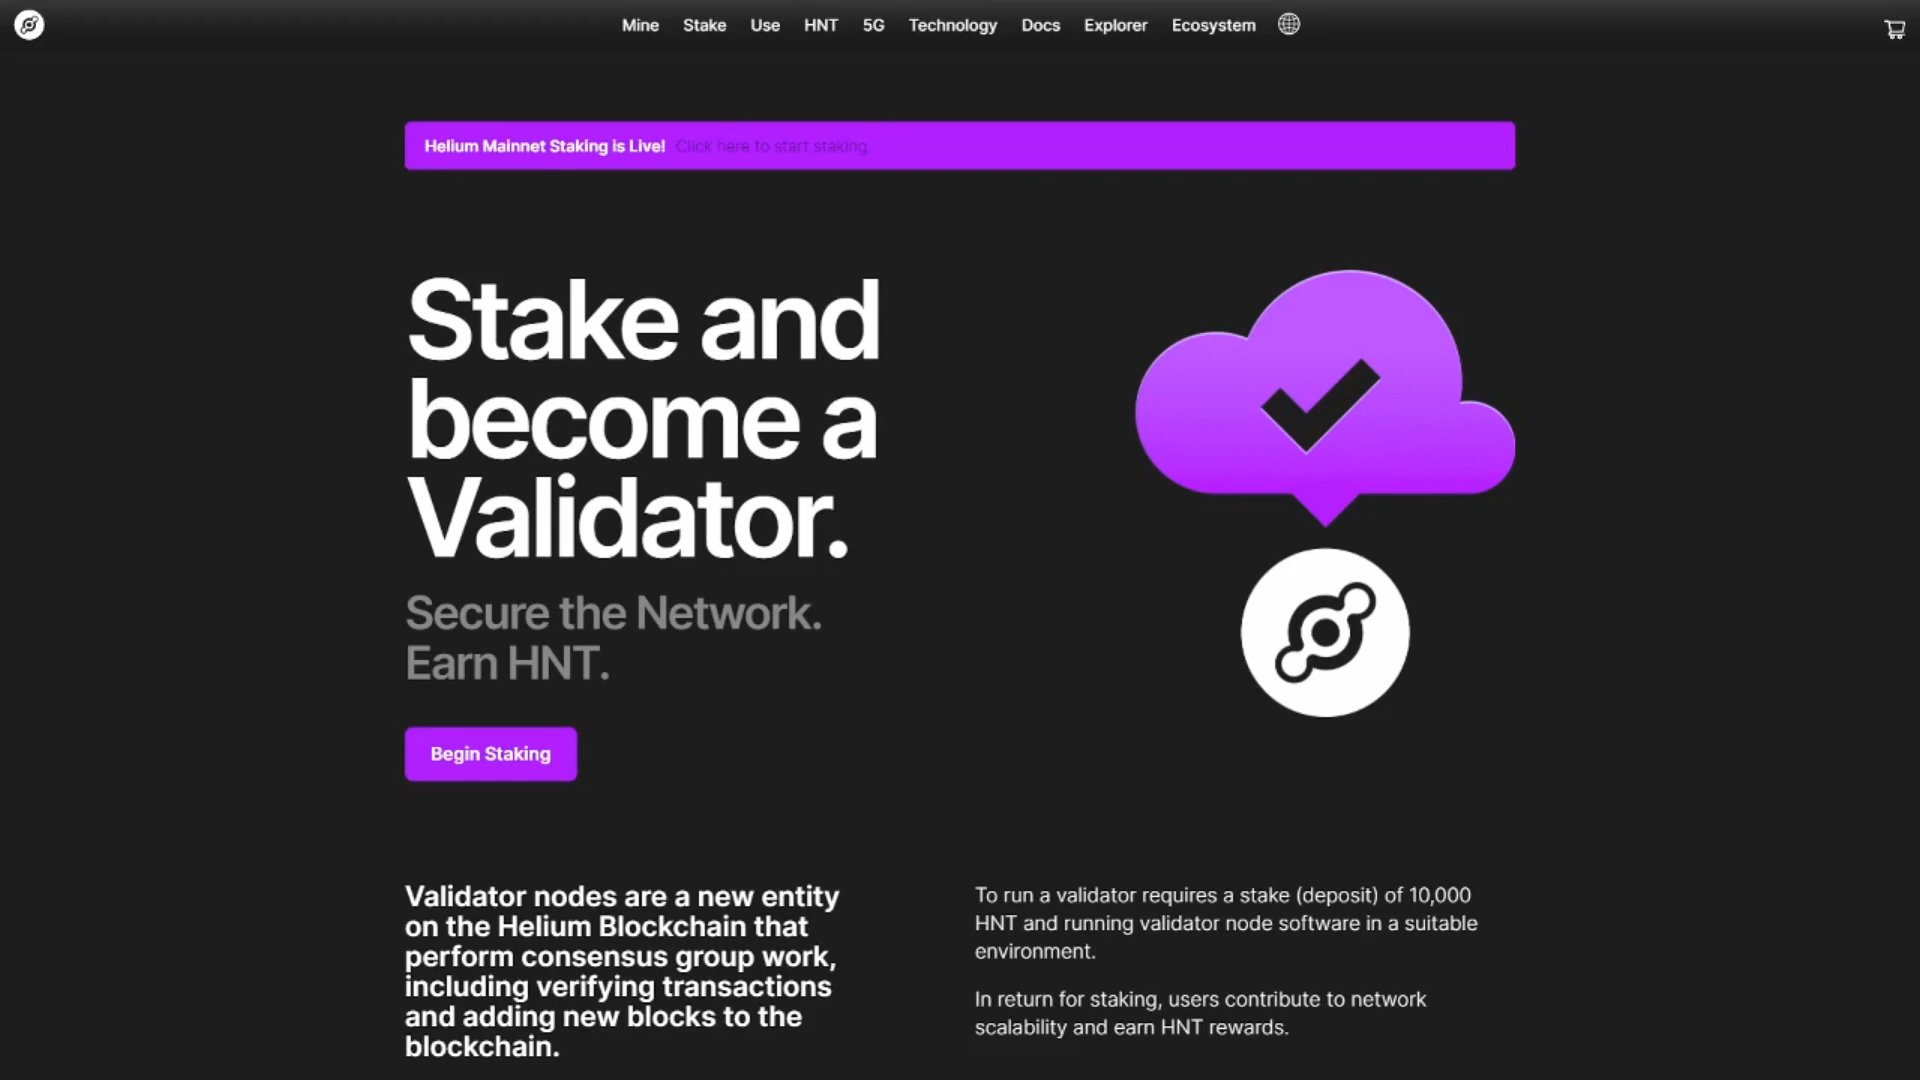 Mine Stake Use HNT 5G Technology Docs Explorer Ecosystem
Helium Mainnet Staking is Live! Click here to start staking.
Stake and
become a
Validator.
Secure the Network.
Earn HNT.
Begin Staking
Validator nodes are a new entity
on the Helium Blockchain that
perform consensus group work,
including verifying transactions
and adding new blocks to the
blockchain.
To run a validator requires a stake (deposit) of 10,000
HNT and running validator node software in a suitable
environment.
In return for staking, users contribute to network
scalability and earn HNT rewards.